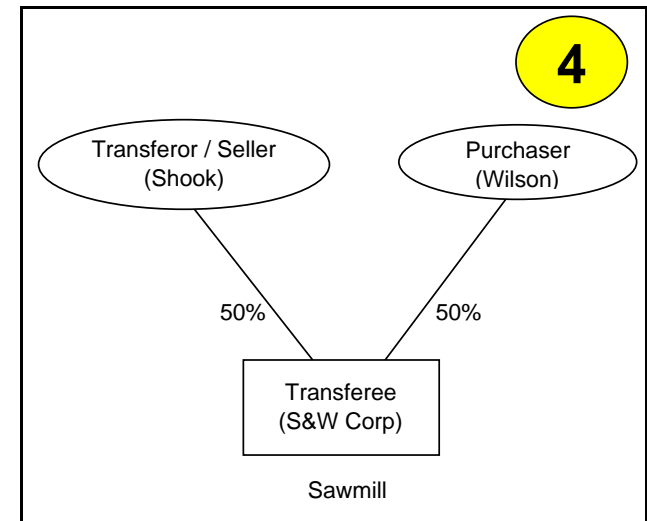 4
Transferor / Seller
(Shook)
Purchaser
(Wilson)
50%
50%
Transferee
(S&W Corp)
Sawmill